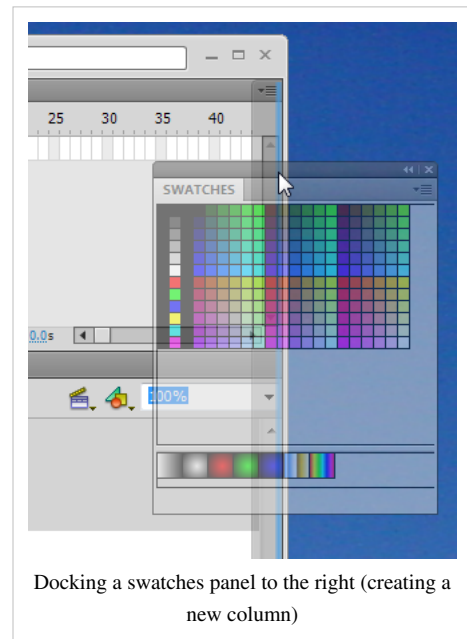 25 30 35 40
SWATCHES
0.0s
100%
Docking a swatches panel to the right (creating a
new column)